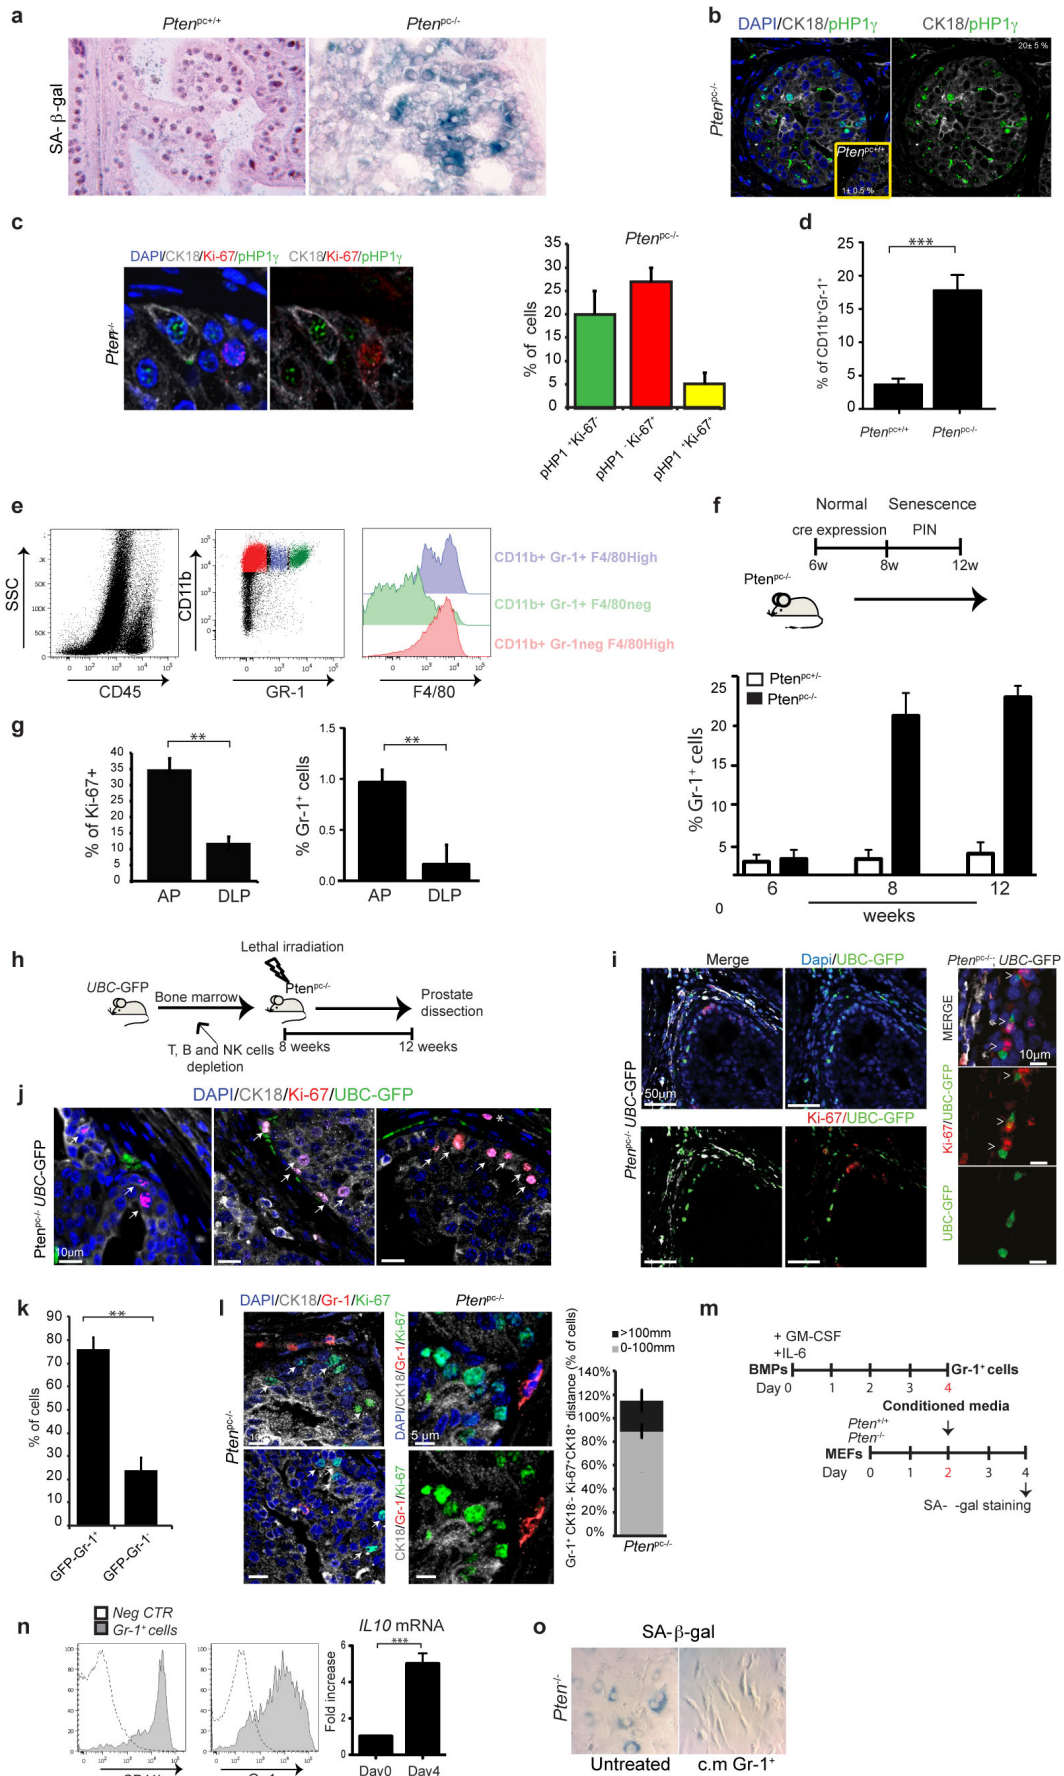 a
Pten^pc+/+
Pten^pc-/-
SA- β-gal
b
DAPI/CK18/pHP1γ
CK18/pHP1γ
20± 5 %
Pten^pc-/-
Pten^pc+/+
1± 0.5 %
c
DAPI/CK18/Ki-67/pHP1γ
CK18/Ki-67/pHP1γ
Pten^pc-/-
Pten^pc-/-
% of cells
35
30
25
20
15
10
5
0
pHP1 ^+Ki-67^-
pHP1 ^-Ki-67^+
pHP1 ^+Ki-67^+
d
***
% of CD11b^+Gr-1^+
25
20
15
10
5
0
Pten^pc+/+
Pten^pc-/-
e
SSC
CD45
CD11b
GR-1
F4/80
CD11b+ Gr-1+ F4/80High
CD11b+ Gr-1+ F4/80neg
CD11b+ Gr-1neg F4/80High
f
Normal
Senescence
cre expression
PIN
6w
8w
12w
Pten^pc-/-
Pten^pc+/-
Pten^pc-/-
% Gr-1^+ cells
25
20
15
10
5
0
6
8
12
weeks
g
**
% of Ki-67+
40
35
30
25
20
15
10
5
0
AP
DLP
**
% Gr-1^+ cells
1.5
1.0
0.5
0.0
AP
DLP
h
Lethal irradiation
UBC-GFP
Bone marrow
Pten^pc-/-
Prostate
dissection
T, B and NK cells
depletion
8 weeks
12 weeks
i
Merge
Dapi/UBC-GFP
Pten^pc-/-; UBC-GFP
Pten^pc-/- UBC-GFP
50μm
Ki-67/UBC-GFP
MERGE
10μm
Ki-67/UBC-GFP
UBC-GFP
j
DAPI/CK18/Ki-67/UBC-GFP
Pten^pc-/- UBC-GFP
10μm
*
k
**
% of cells
90
80
70
60
50
40
30
20
10
0
GFP-Gr-1^+
GFP-Gr-1^-
l
DAPI/CK18/Gr-1/Ki-67
Pten^pc-/-
Pten^pc-/-
DAPI/CK18/Gr-1/Ki-67
5 μm
CK18/Gr-1/Ki-67
>100mm
0-100mm
Gr-1^+ CK18^- Ki-67^+CK18^+ distance (% of cells)
140%
120%
100%
80%
60%
40%
20%
0%
Pten^pc-/-
m
+ GM-CSF
+IL-6
BMPs
Gr-1^+ cells
Day 0
1
2
3
4
Conditioned media
Pten^+/+
Pten^-/-
MEFs
Day
0
1
2
3
4
SA- -gal staining
n
Neg CTR
Gr-1^+ cells
IL10 mRNA
***
Fold increase
6
4
2
0
Day0
Day4
o
SA-β-gal
Pten^-/-
Untreated
c.m Gr-1^+